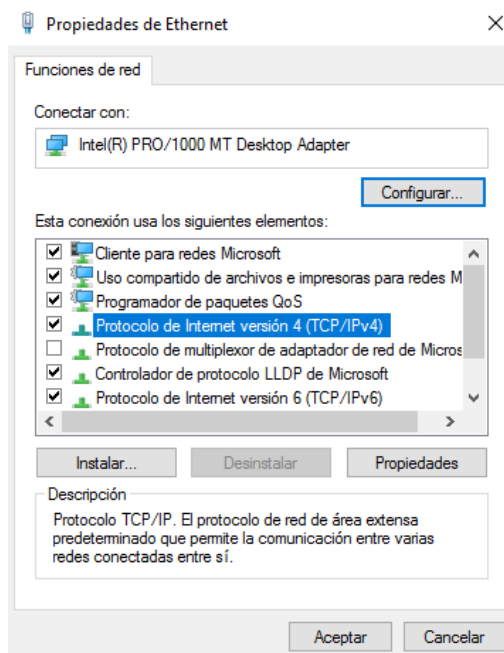 Propiedades de Ethernet
Funciones de red
Conectar con:
Intel(R) PRO/1000 MT Desktop Adapter
Configurar...
Esta conexión usa los siguientes elementos:
Cliente para redes Microsoft
Uso compartido de archivos e impresoras para redes M
Programador de paquetes QoS
Protocolo de Internet versión 4 (TCP/IPv4)
Protocolo de multiplexor de adaptador de red de Micros
Controlador de protocolo LLDP de Microsoft
Protocolo de Internet versión 6 (TCP/IPv6)
Instalar... Desinstalar Propiedades
Descripción
Protocolo TCP/IP. El protocolo de red de área extensa
predeterminado que permite la comunicación entre varias
redes conectadas entre sí.
Aceptar Cancelar